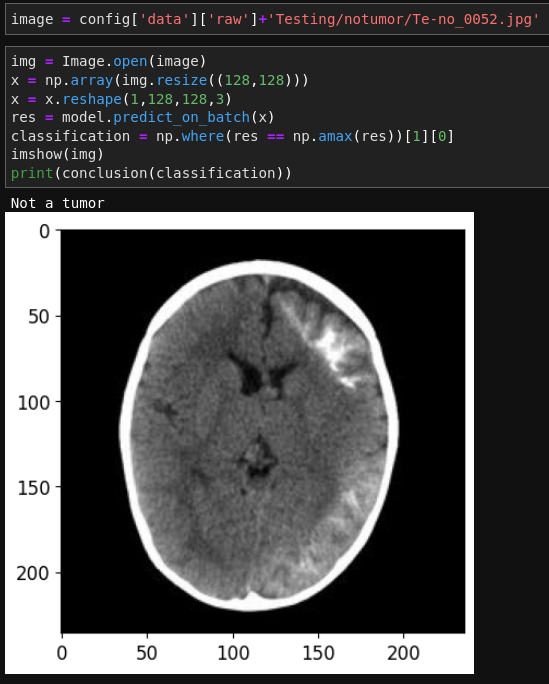 image = config['data']['raw']+'Testing/notumor/Te-no_0052.jpg'
img = Image.open(image)
x = np.array(img.resize((128,128)))
x = x.reshape(1,128,128,3)
res = model.predict_on_batch(x)
classification = np.where(res == np.amax(res))[1][0]
imshow(img)
print(conclusion(classification))
Not a tumor
0
50
100
150
200
0 50 100 150 200